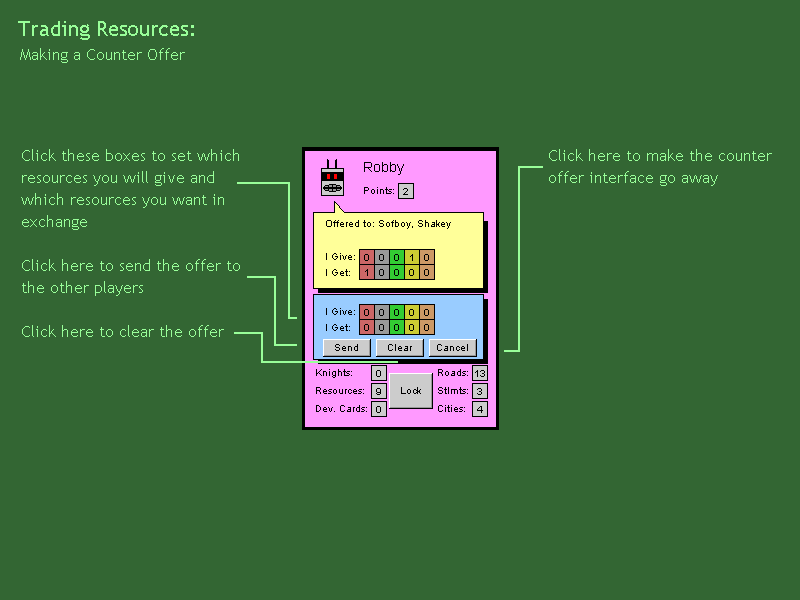 Trading Resources:
Making a Counter Offer
Click these boxes to set which
resources you will give and
which resources you want in
exchange
Click here to send the offer to
the other players
Click here to clear the offer
Robby
Points: 2
Offered to: Sofboy, Shakey
I Give: 0 0 0 1 0
I Get: 1 0 0 0 0
I Give: 0 0 0 0 0
I Get: 0 0 0 0 0
Send Clear Cancel
Knights: 0
Resources: 9
Dev. Cards: 0
Lock
Roads: 13
Stlmts: 3
Cities: 4
Click here to make the counter
offer interface go away